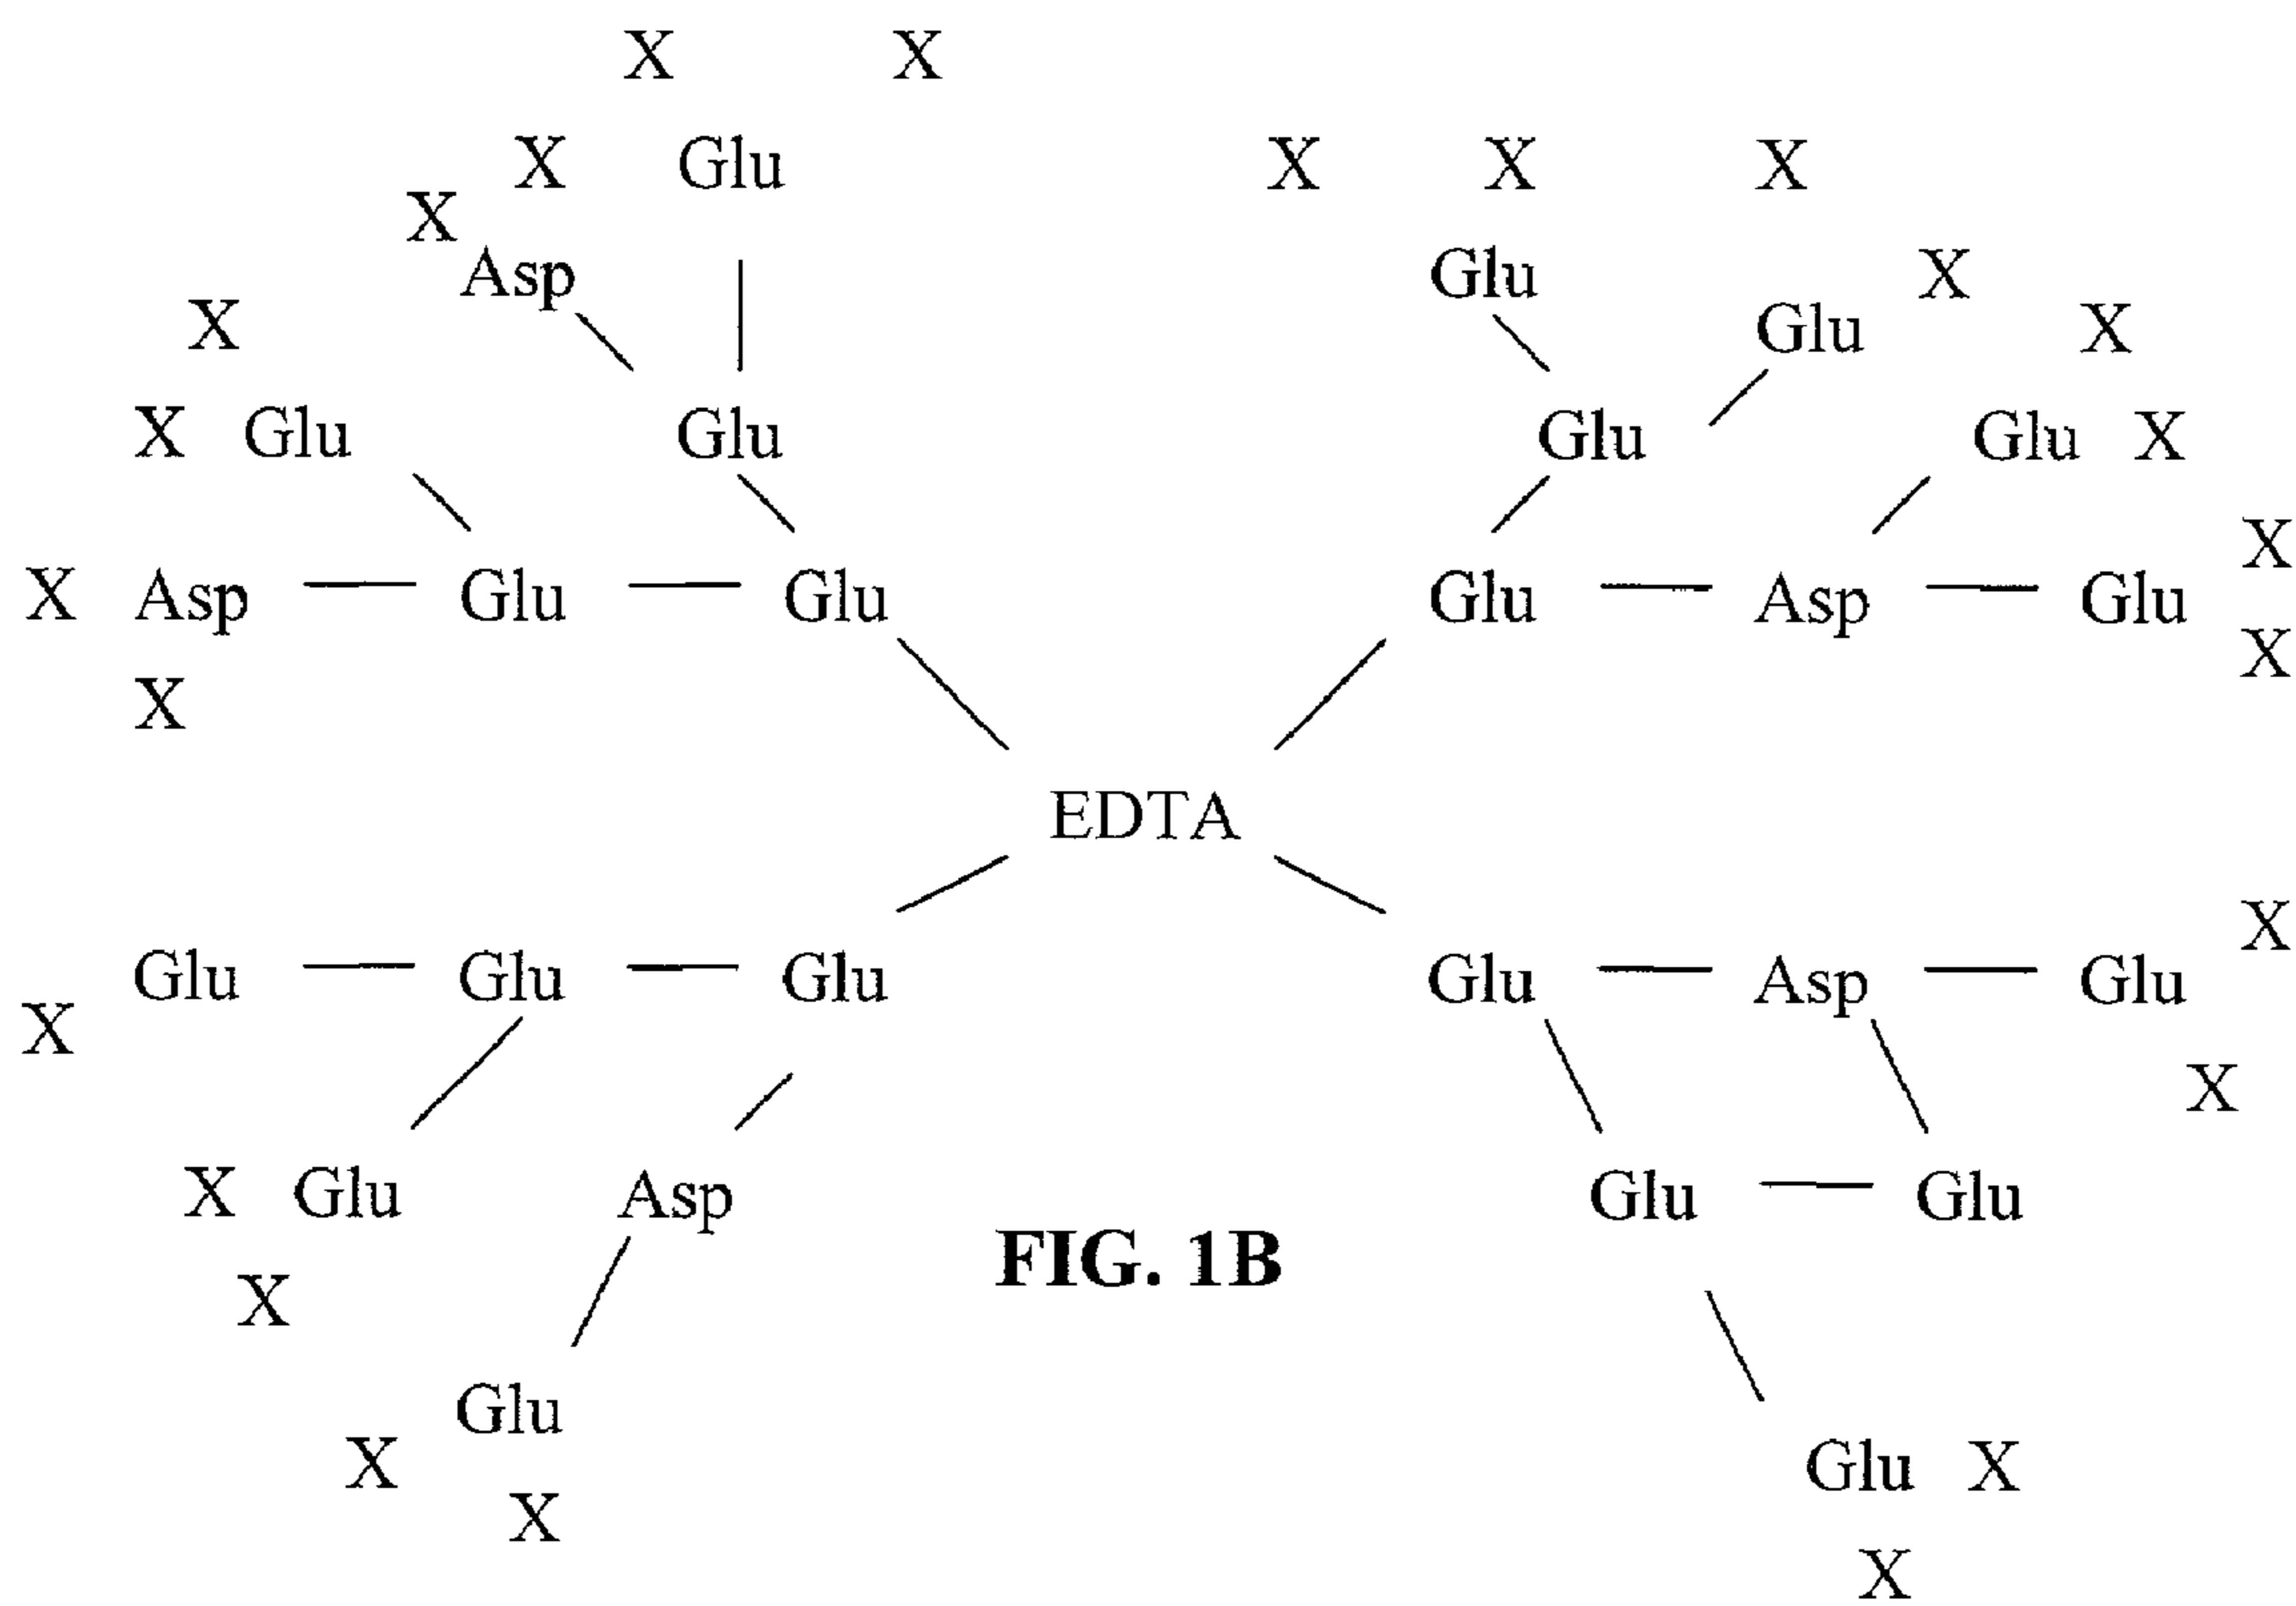 X X
X Glu X X X
X
Asp Glu X
X Glu X
X Glu Glu Glu Glu X
X
X Asp Glu Glu Glu Asp Glu
X X
X
EDTA
X
Glu Glu Glu Glu Asp Glu
X
X
X Glu Asp Glu Glu
FIG. 1B
X
Glu
X Glu X
X
X